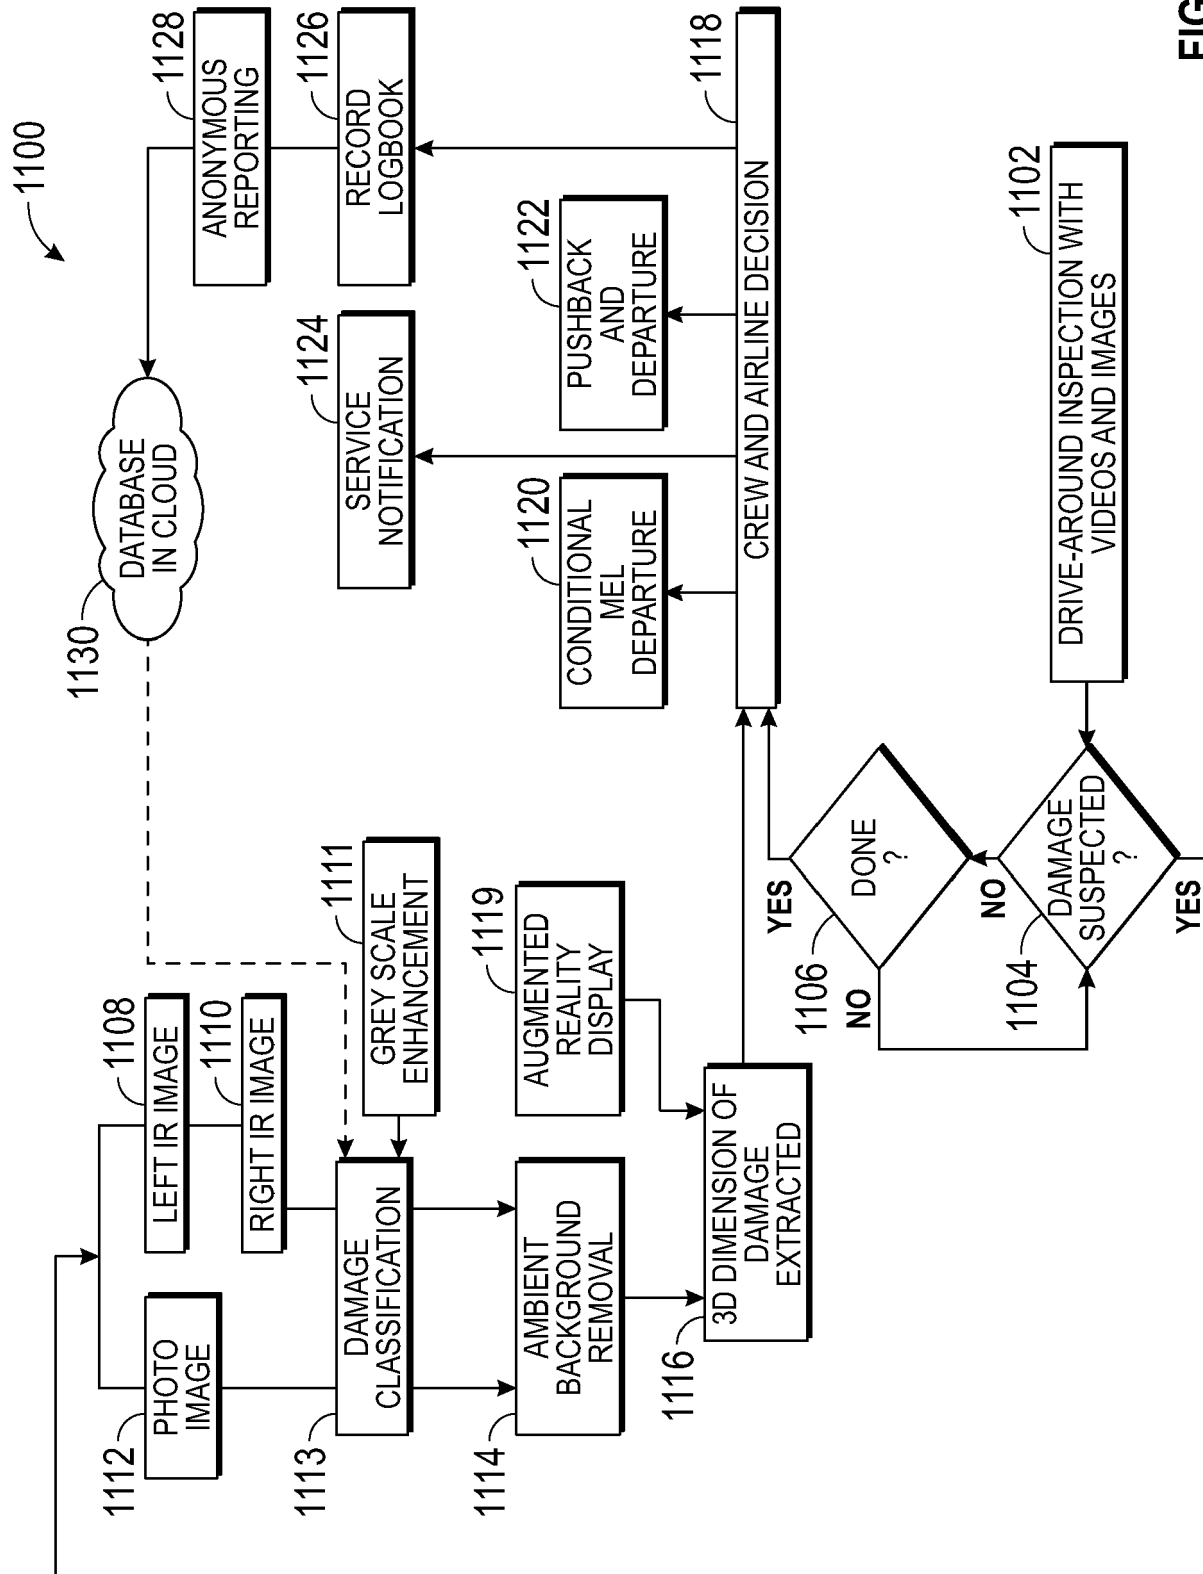 1100
1128
ANONYMOUS
REPORTING
1126
RECORD
LOGBOOK
1130
DATABASE
IN CLOUD
1124
SERVICE
NOTIFICATION
1122
PUSHBACK
AND
DEPARTURE
1120
CONDITIONAL
MEL
DEPARTURE
1118
CREW AND AIRLINE DECISION
1102
DRIVE-AROUND INSPECTION WITH
VIDEOS AND IMAGES
1108
LEFT IR IMAGE
1110
RIGHT IR IMAGE
1112
PHOTO
IMAGE
1111
GREY SCALE
ENHANCEMENT
1113
DAMAGE
CLASSIFICATION
1119
AUGMENTED
REALITY
DISPLAY
1114
AMBIENT
BACKGROUND
REMOVAL
1116
3D DIMENSION OF
DAMAGE
EXTRACTED
1106
DONE
?
YES
NO
1104
DAMAGE
SUSPECTED
?
NO
YES
FIG